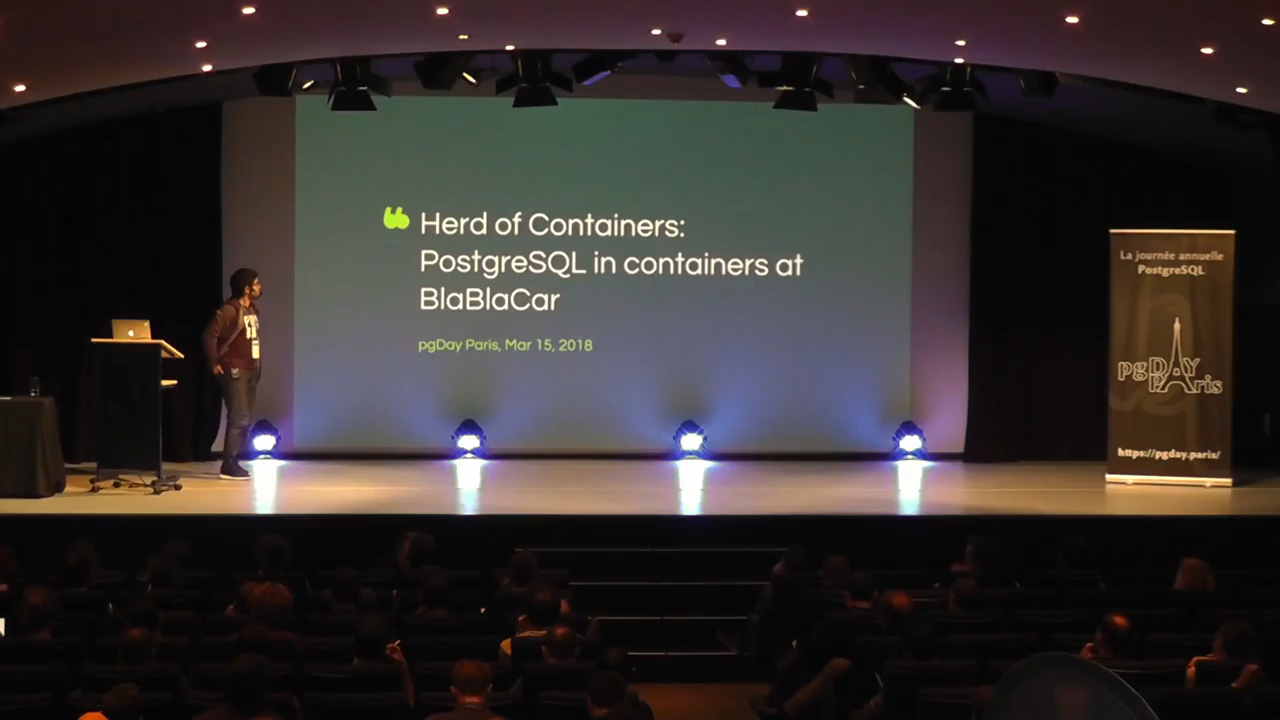 ❝ Herd of Containers:
PostgreSQL in containers at
BlaBlaCar
pgDay Paris, Mar 15, 2018
La journée annuelle
PostgreSQL
pgDAY
PAris
https://pgday.paris/